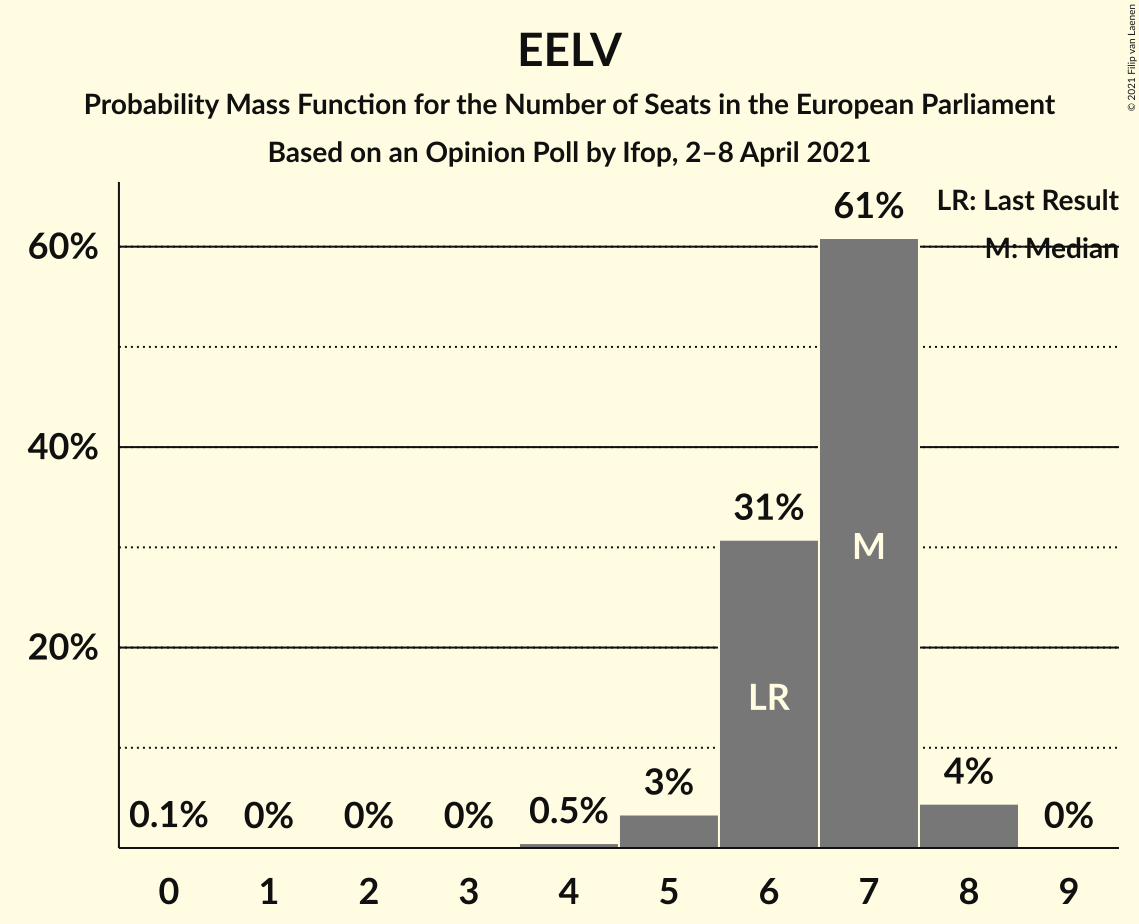 EELV
Probability Mass Function for the Number of Seats in the European Parliament
Based on an Opinion Poll by Ifop, 2–8 April 2021
© 2021 Filip van Laenen
LR: Last Result
M: Median
60%
40%
20%
0.1%
0%
0%
0%
0.5%
3%
31%
61%
4%
0%
LR
M
0 1 2 3 4 5 6 7 8 9